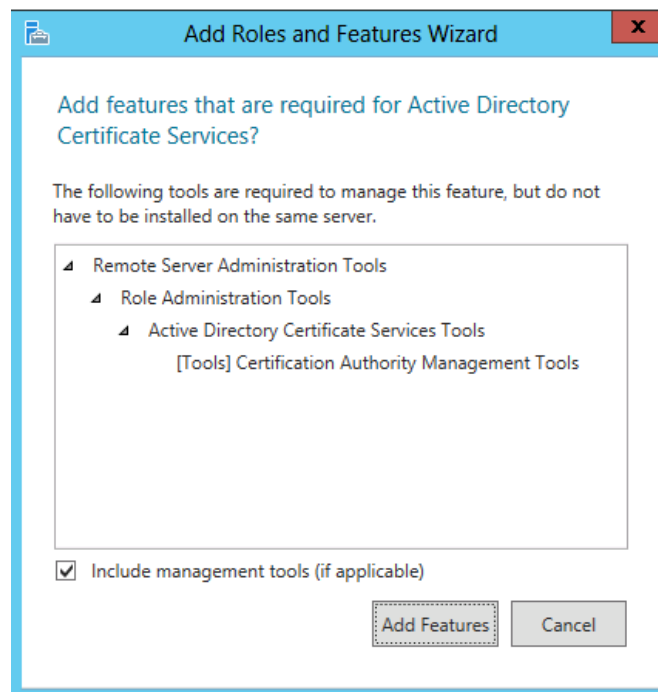 Add Roles and Features Wizard
x
Add features that are required for Active Directory
Certificate Services?
The following tools are required to manage this feature, but do not
have to be installed on the same server.
Remote Server Administration Tools
Role Administration Tools
Active Directory Certificate Services Tools
[Tools] Certification Authority Management Tools
Include management tools (if applicable)
Add Features
Cancel